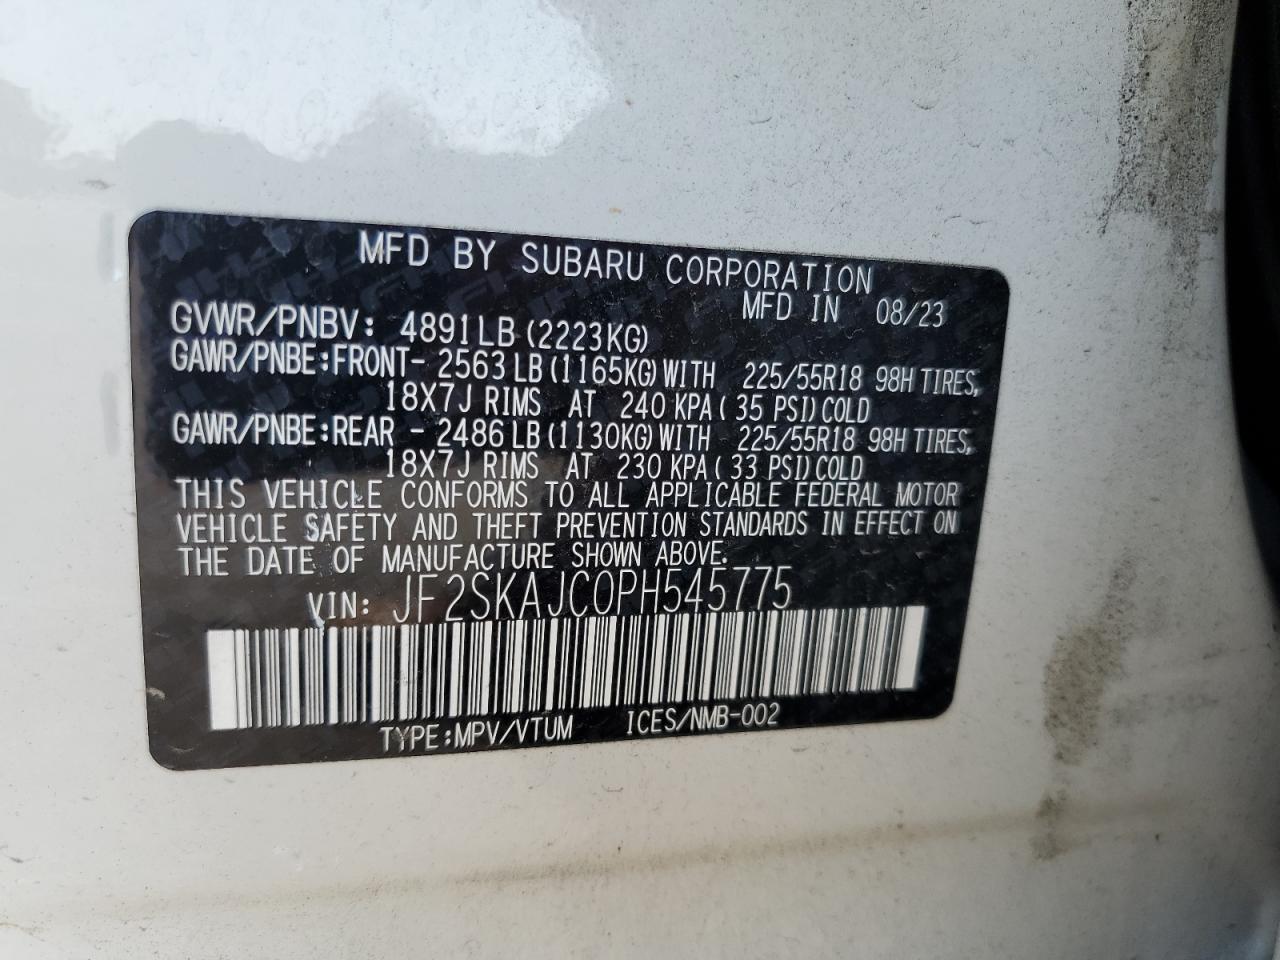 MFD BY SUBARU CORPORATION
MFD IN 08/23
GVWR/PNBV: 4891LB (2223KG)
GAWR/PNBE:FRONT- 2563LB (1165KG) WITH 225/55R18 98H TIRES,
18X7J RIMS AT 240 KPA( 35 PSI) COLD
GAWR/PNBE:REAR - 2486LB (1130KG) WITH 225/55R18 98H TIRES,
18X7J RIMS AT 230 KPA( 33 PSI) COLD
THIS VEHICLE CONFORMS TO ALL APPLICABLE FEDERAL MOTOR
VEHICLE SAFETY AND THEFT PREVENTION STANDARDS IN EFFECT ON
THE DATE OF MANUFACTURE SHOWN ABOVE.
VIN: JF2SKAJC0PH545775
TYPE:MPV/VTUM ICES/NMB-002